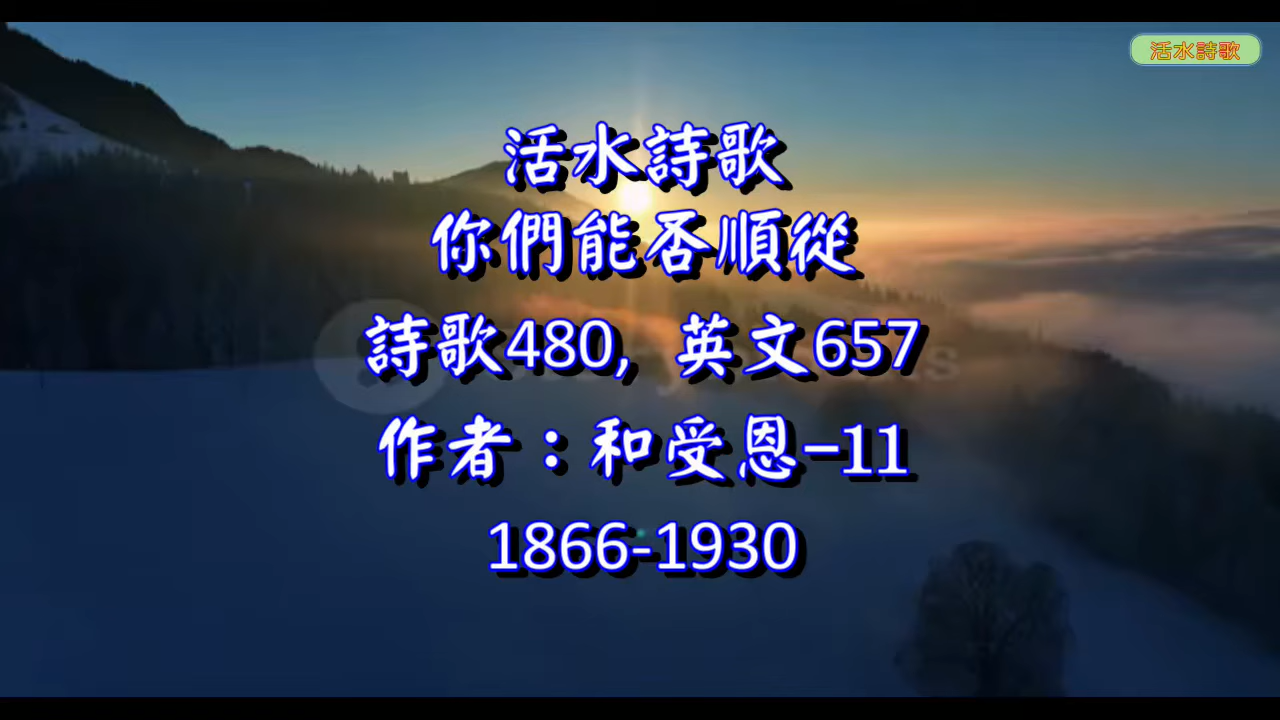 活水詩歌
活水詩歌
你們能否順從
詩歌480, 英文657
作者：和受恩-11
1866-1930